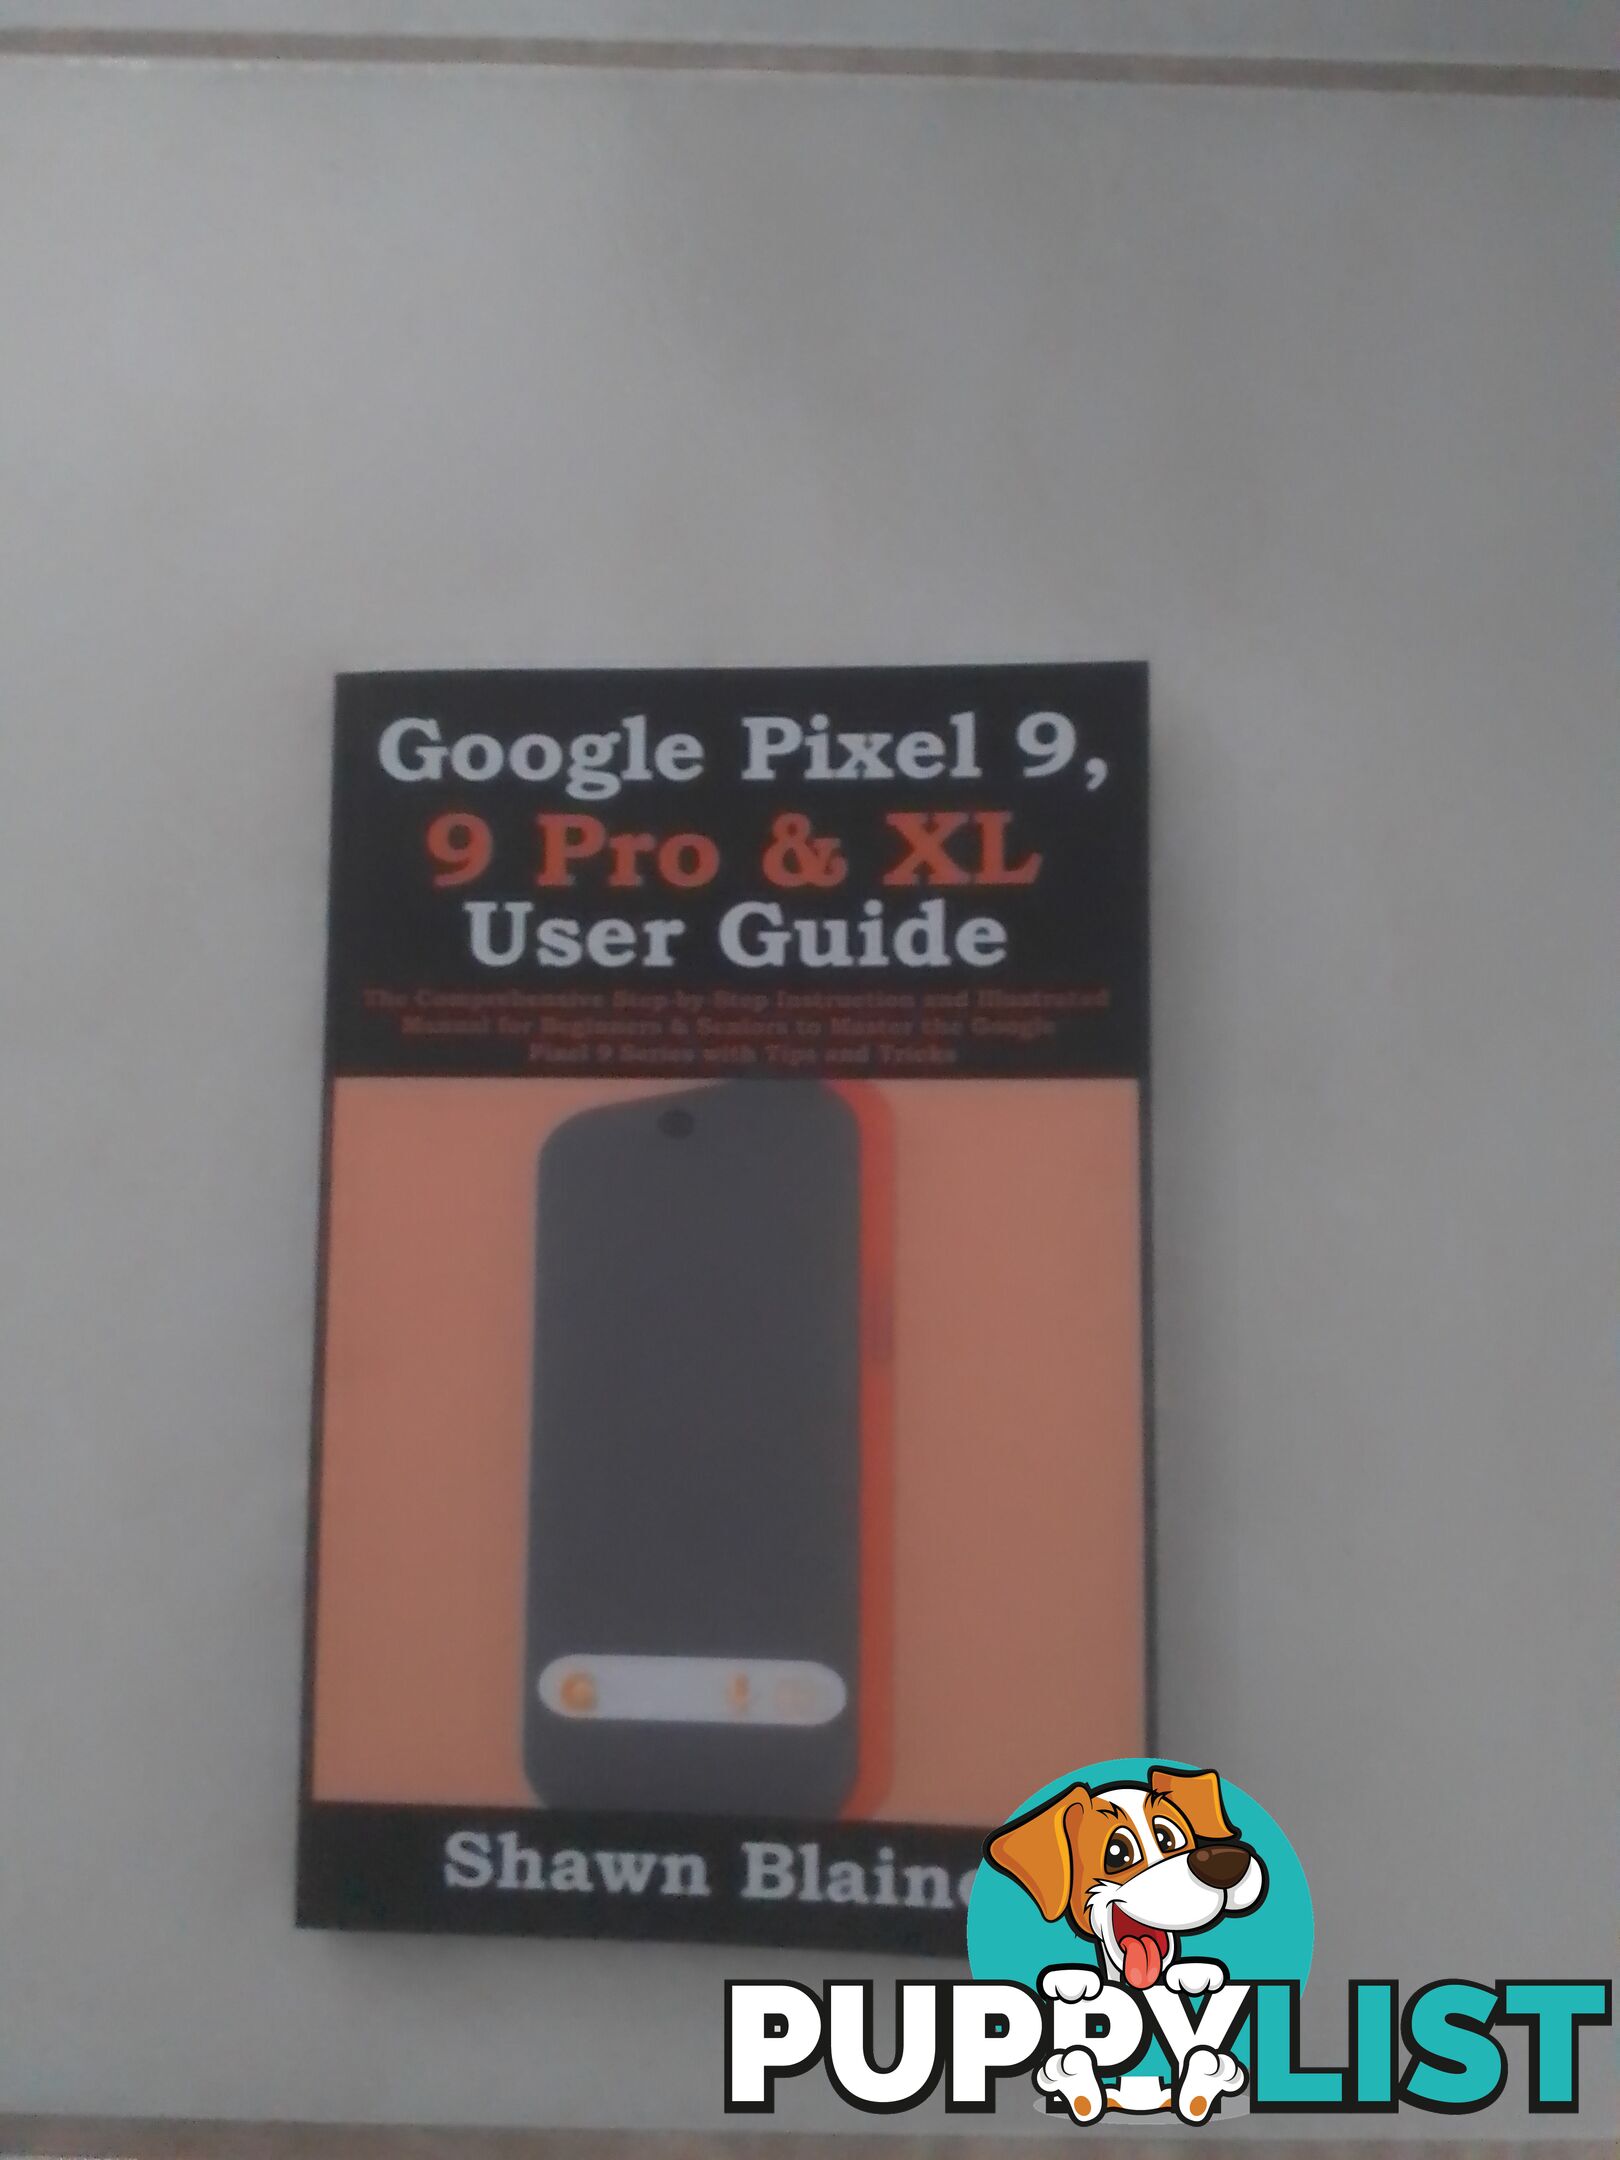 Google Pixel 9,
9 Pro & XL
User Guide
The Comprehensive Step-by-Step Instruction and Illustrated
Manual for Beginners & Seniors to Master the Google
Pixel 9 Series with Tips and Tricks
G
Shawn Blaine
PUPPYLIST